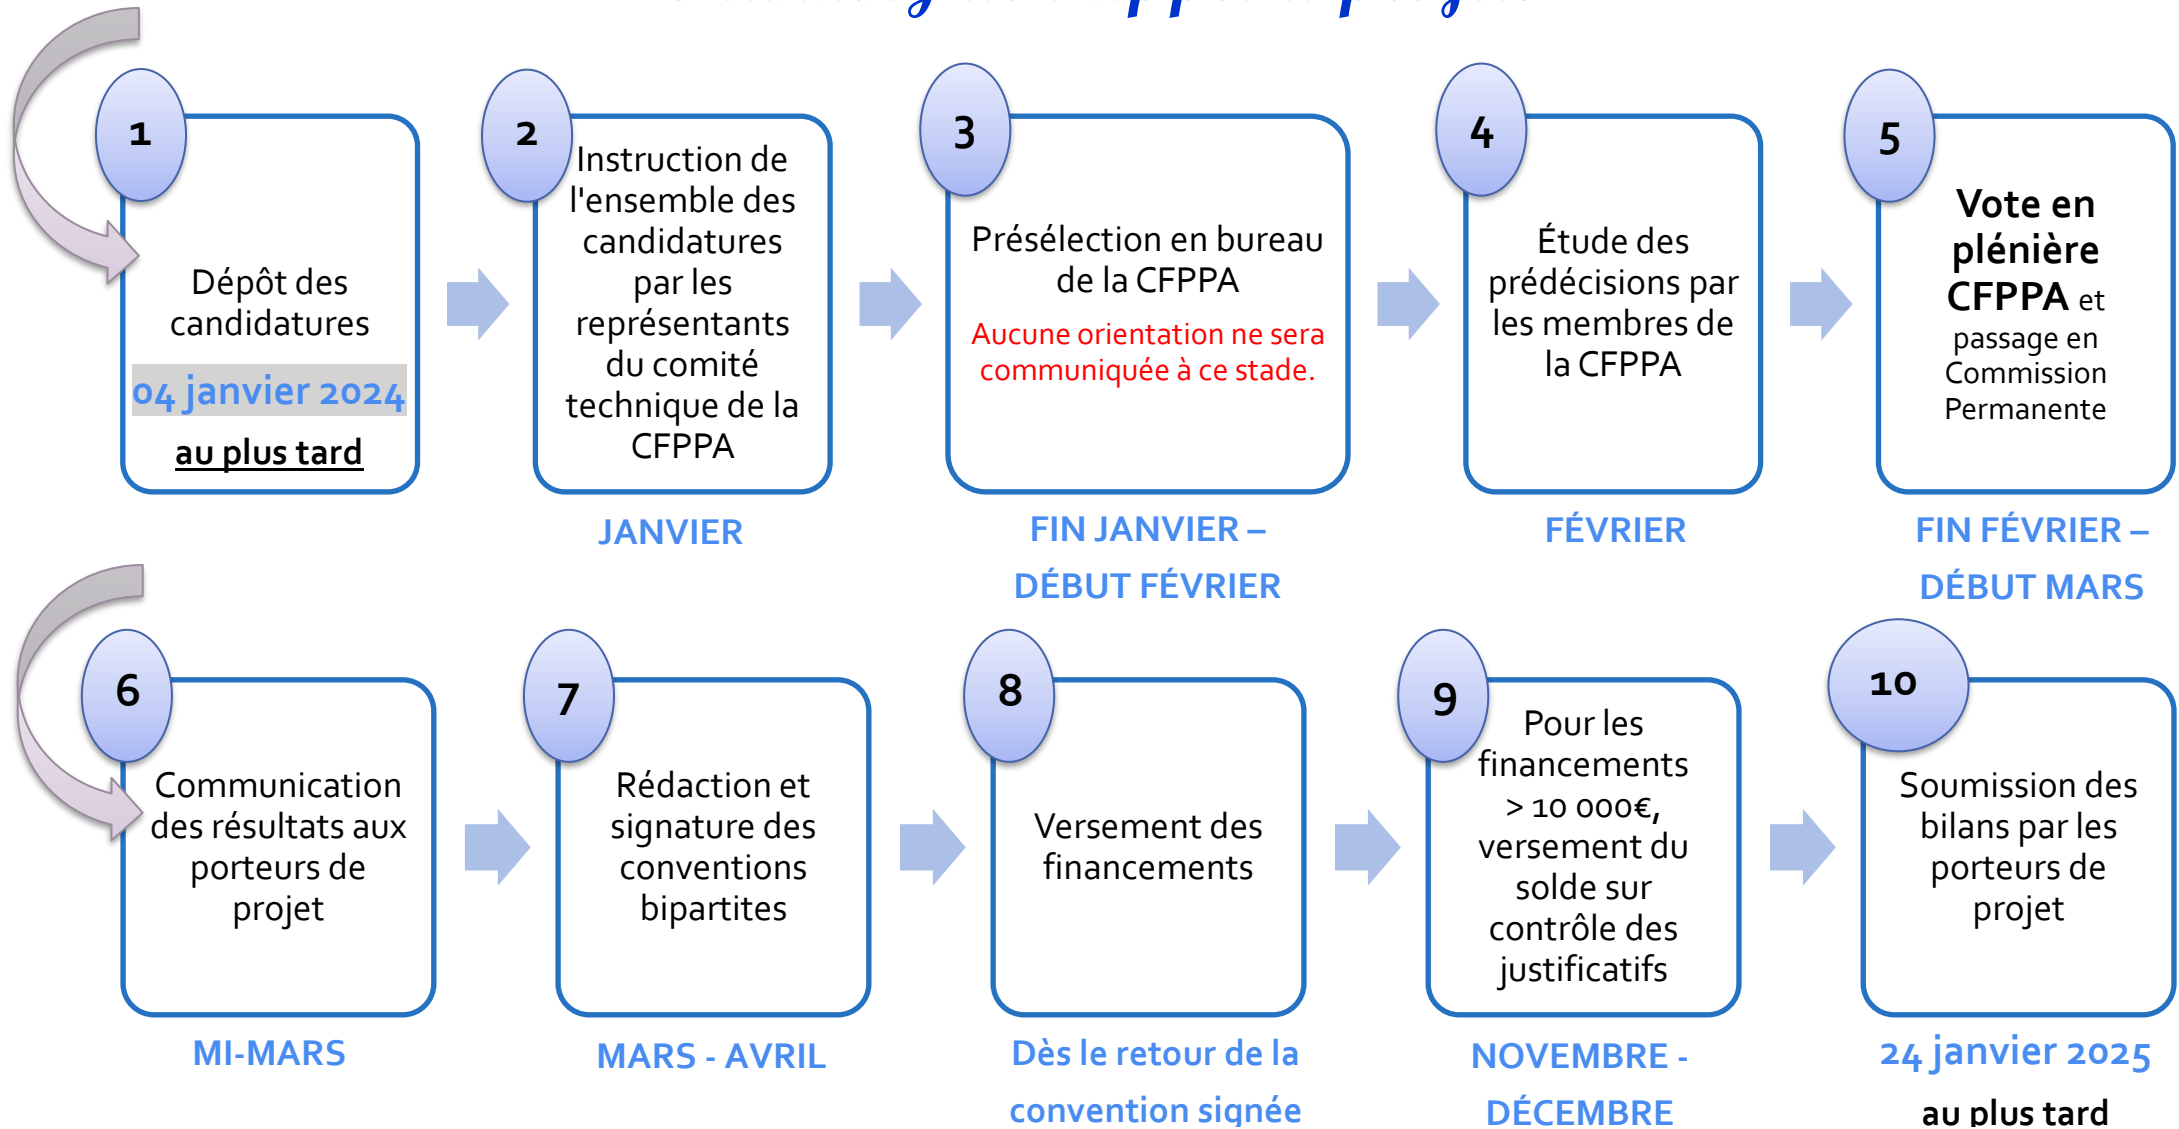 1
Dépôt des
candidatures
04 janvier 2024
au plus tard
2
Instruction de
l'ensemble des
candidatures
par les
représentants
du comité
technique de la
CFPPA
JANVIER
3
Présélection en bureau
de la CFPPA
Aucune orientation ne sera
communiquée à ce stade.
FIN JANVIER –
DÉBUT FÉVRIER
4
Étude des
prédécisions par
les membres de
la CFPPA
FÉVRIER
5
Vote en
plénière
CFPPA et
passage en
Commission
Permanente
FIN FÉVRIER –
DÉBUT MARS
6
Communication
des résultats aux
porteurs de
projet
MI-MARS
7
Rédaction et
signature des
conventions
bipartites
MARS - AVRIL
8
Versement des
financements
Dès le retour de la
convention signée
9
Pour les
financements
> 10 000€,
versement du
solde sur
contrôle des
justificatifs
NOVEMBRE -
DÉCEMBRE
10
Soumission des
bilans par les
porteurs de
projet
24 janvier 2025
au plus tard